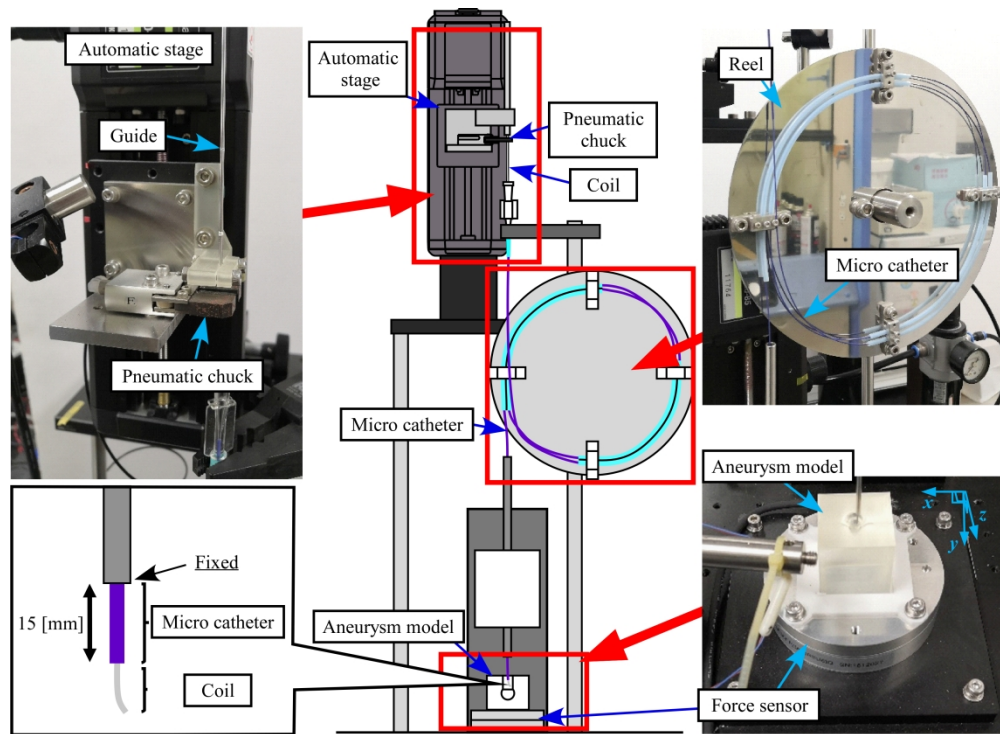 Automatic stage
Guide
Pneumatic chuck
Automatic
stage
Pneumatic
chuck
Coil
Micro catheter
Aneurysm model
Reel
Micro catheter
11764
Fixed
15 [mm]
Micro catheter
Coil
Aneurysm model
x
z
y
Force sensor